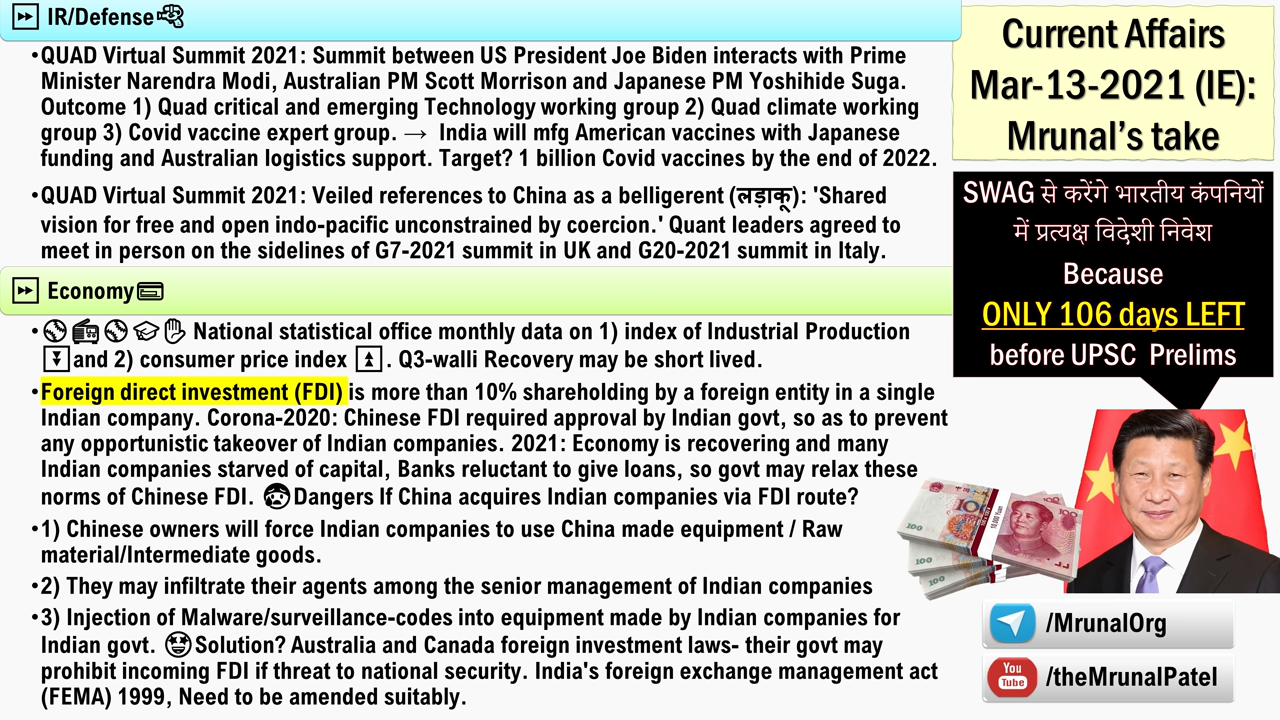 IR/Defense
•QUAD Virtual Summit 2021: Summit between US President Joe Biden interacts with Prime
Minister Narendra Modi, Australian PM Scott Morrison and Japanese PM Yoshihide Suga.
Outcome 1) Quad critical and emerging Technology working group 2) Quad climate working
group 3) Covid vaccine expert group. → India will mfg American vaccines with Japanese
funding and Australian logistics support. Target? 1 billion Covid vaccines by the end of 2022.
•QUAD Virtual Summit 2021: Veiled references to China as a belligerent (लड़ाकू): 'Shared
vision for free and open indo-pacific unconstrained by coercion.' Quant leaders agreed to
meet in person on the sidelines of G7-2021 summit in UK and G20-2021 summit in Italy.
Economy
• National statistical office monthly data on 1) index of Industrial Production
and 2) consumer price index . Q3-walli Recovery may be short lived.
•Foreign direct investment (FDI) is more than 10% shareholding by a foreign entity in a single
Indian company. Corona-2020: Chinese FDI required approval by Indian govt, so as to prevent
any opportunistic takeover of Indian companies. 2021: Economy is recovering and many
Indian companies starved of capital, Banks reluctant to give loans, so govt may relax these
norms of Chinese FDI. Dangers If China acquires Indian companies via FDI route?
•1) Chinese owners will force Indian companies to use China made equipment / Raw
material/Intermediate goods.
•2) They may infiltrate their agents among the senior management of Indian companies
•3) Injection of Malware/surveillance-codes into equipment made by Indian companies for
Indian govt. Solution? Australia and Canada foreign investment laws- their govt may
prohibit incoming FDI if threat to national security. India's foreign exchange management act
(FEMA) 1999, Need to be amended suitably.
Current Affairs
Mar-13-2021 (IE):
Mrunal's take
SWAG से करेंगे भारतीय कंपनियों
में प्रत्यक्ष विदेशी निवेश
Because
ONLY 106 days LEFT
before UPSC Prelims
100
100
100
100
/MrunalOrg
You
Tube
/theMrunalPatel